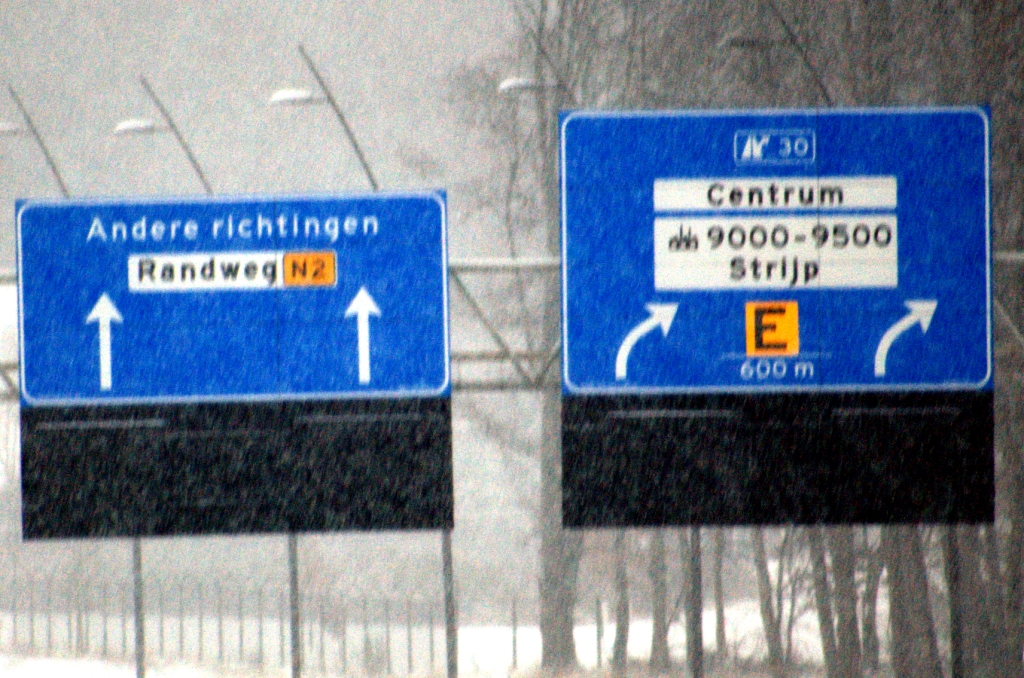 Andere richtingen
Randweg N2
30
Centrum
9000-9500
Strijp
E
600 m